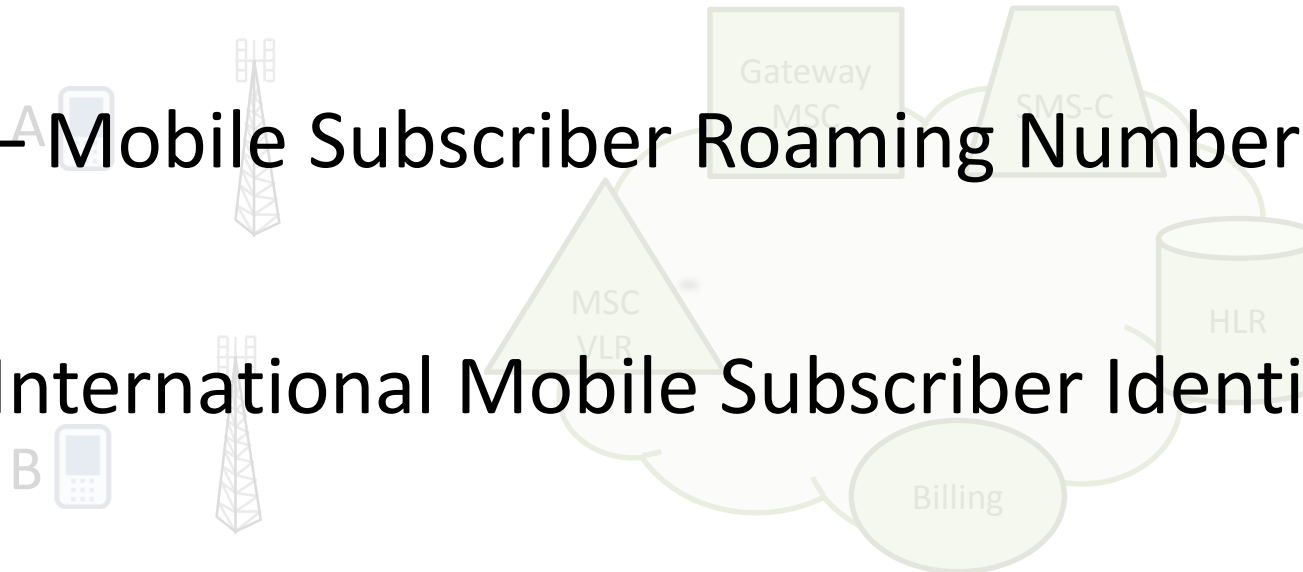 Gateway
MSC
SMS-C
A
– Mobile Subscriber Roaming Number
MSC
VLR
HLR
International Mobile Subscriber Identi
B
Billing